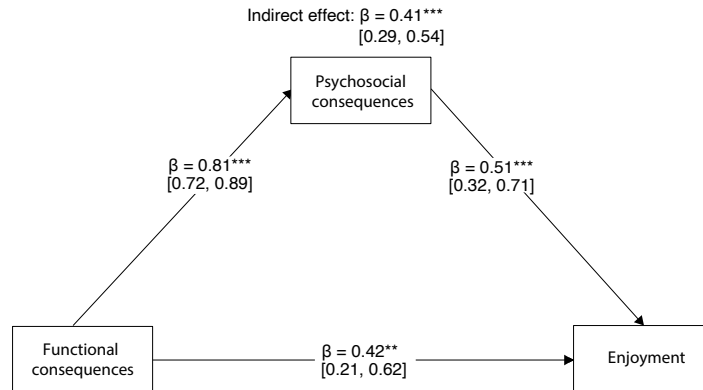 Indirect effect: β = 0.41***
[0.29, 0.54]
Psychosocial
consequences
β = 0.81***
[0.72, 0.89]
β = 0.51***
[0.32, 0.71]
Functional
consequences
β = 0.42**
[0.21, 0.62]
Enjoyment